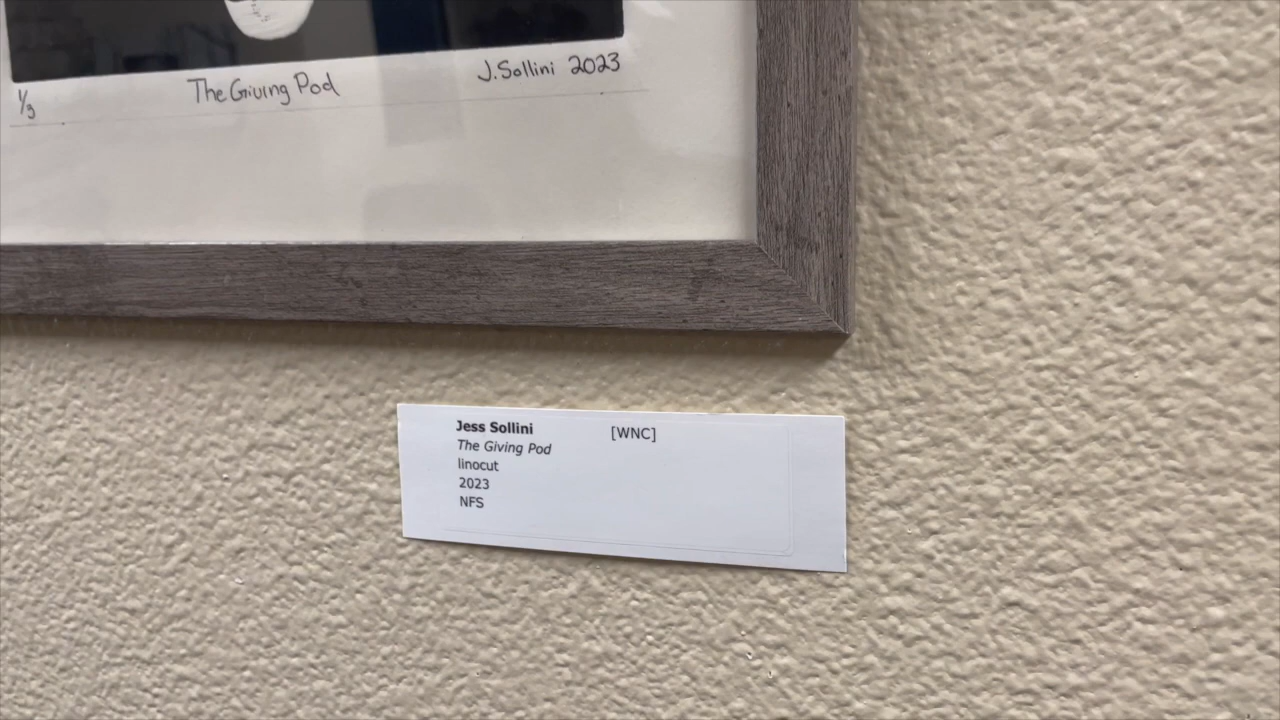 1/3 The Giving Pod J. Sollini 2023
Jess Sollini [WNC]
The Giving Pod
linocut
2023
NFS